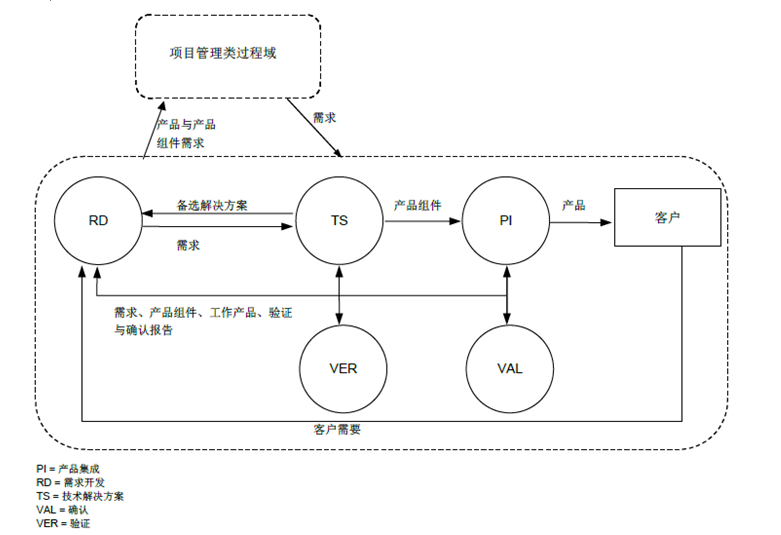 项目管理类过程域
产品与产品
组件需求
需求
RD
备选解决方案
需求
TS
产品组件
PI
产品
客户
需求、产品组件、工作产品、验证
与确认报告
VER
VAL
客户需要
PI = 产品集成
RD = 需求开发
TS = 技术解决方案
VAL = 确认
VER = 验证